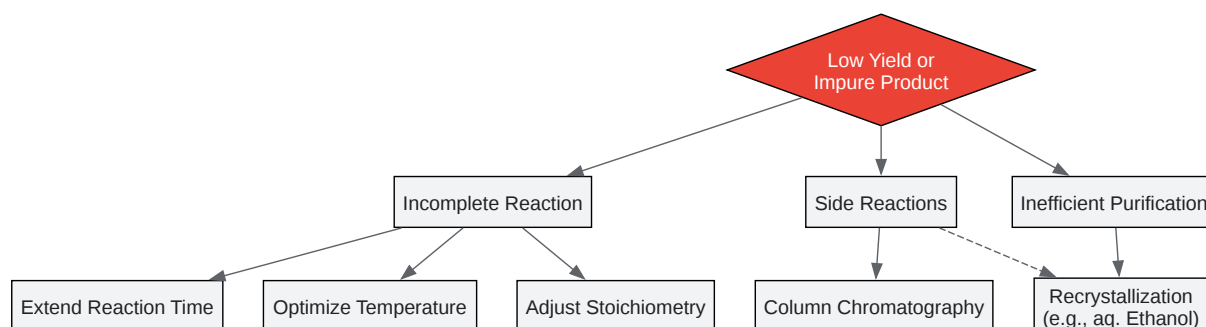 Low Yield or
Impure Product
Incomplete Reaction
Side Reactions
Inefficient Purification
Extend Reaction Time
Optimize Temperature
Adjust Stoichiometry
Column Chromatography
Recrystallization
(e.g., aq. Ethanol)